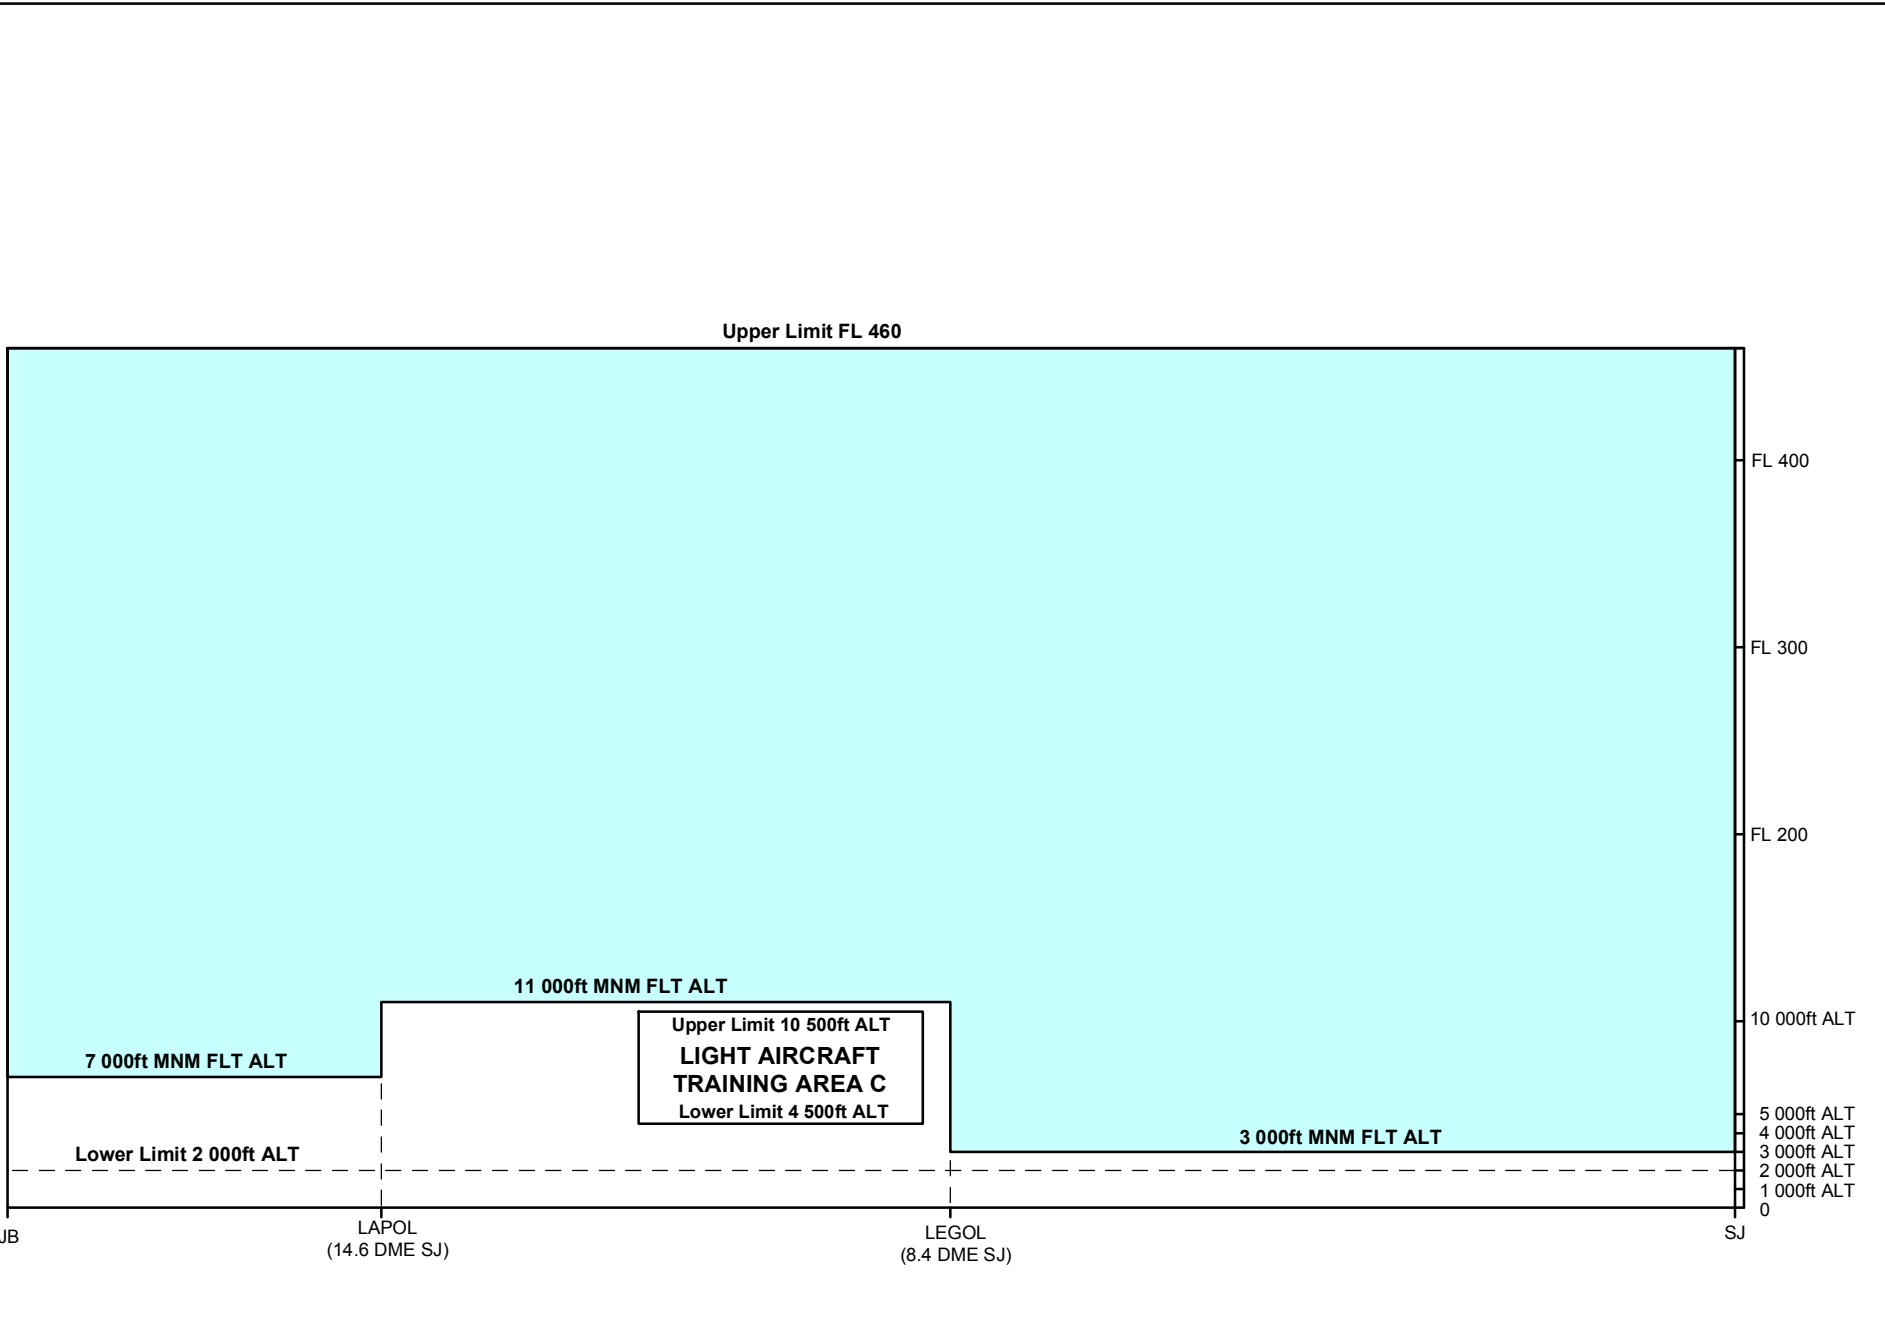 Upper Limit FL 460
FL 400
FL 300
FL 200
11 000ft MNM FLT ALT
Upper Limit 10 500ft ALT
10 000ft ALT
LIGHT AIRCRAFT
TRAINING AREA C
7 000ft MNM FLT ALT
Lower Limit 4 500ft ALT
5 000ft ALT
3 000ft MNM FLT ALT
4 000ft ALT
Lower Limit 2 000ft ALT
3 000ft ALT
2 000ft ALT
1 000ft ALT
0
JB
LAPOL
(14.6 DME SJ)
LEGOL
(8.4 DME SJ)
SJ